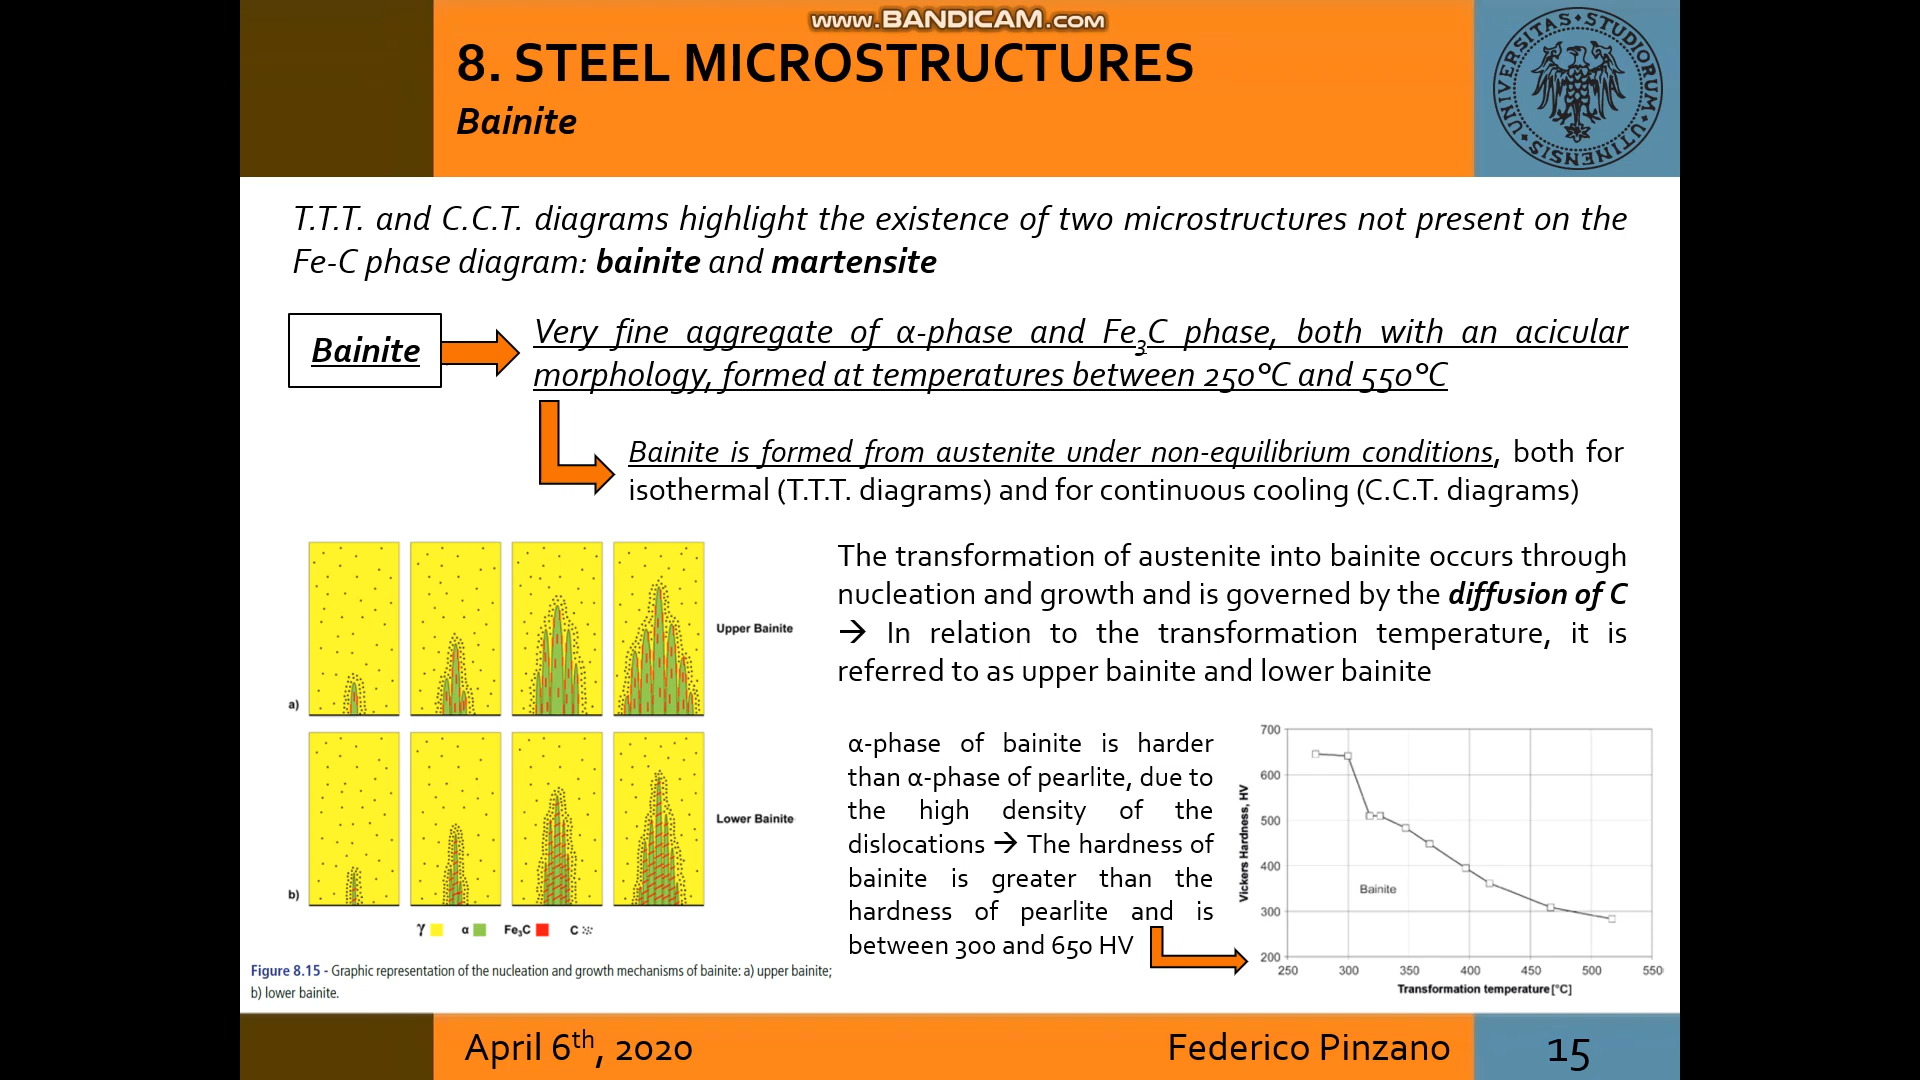 www.BANDICAM.com
8. STEEL MICROSTRUCTURES
Bainite
UNIVERSITAS • STUDIORUM • UTINENSIS •
T.T.T. and C.C.T. diagrams highlight the existence of two microstructures not present on the
Fe-C phase diagram: bainite and martensite
Bainite
Very fine aggregate of α-phase and Fe₃C phase, both with an acicular
morphology, formed at temperatures between 250°C and 550°C
Bainite is formed from austenite under non-equilibrium conditions, both for
isothermal (T.T.T. diagrams) and for continuous cooling (C.C.T. diagrams)
Upper Bainite
a)
Lower Bainite
b)
γ α Fe₃C C
Figure 8.15 - Graphic representation of the nucleation and growth mechanisms of bainite: a) upper bainite;
b) lower bainite.
The transformation of austenite into bainite occurs through
nucleation and growth and is governed by the diffusion of C
→ In relation to the transformation temperature, it is
referred to as upper bainite and lower bainite
α-phase of bainite is harder
than α-phase of pearlite, due to
the high density of the
dislocations → The hardness of
bainite is greater than the
hardness of pearlite and is
between 300 and 650 HV
Vickers Hardness, HV
700
600
500
400
300
200
Bainite
250 300 350 400 450 500 550
Transformation temperature [°C]
April 6th, 2020
Federico Pinzano
15